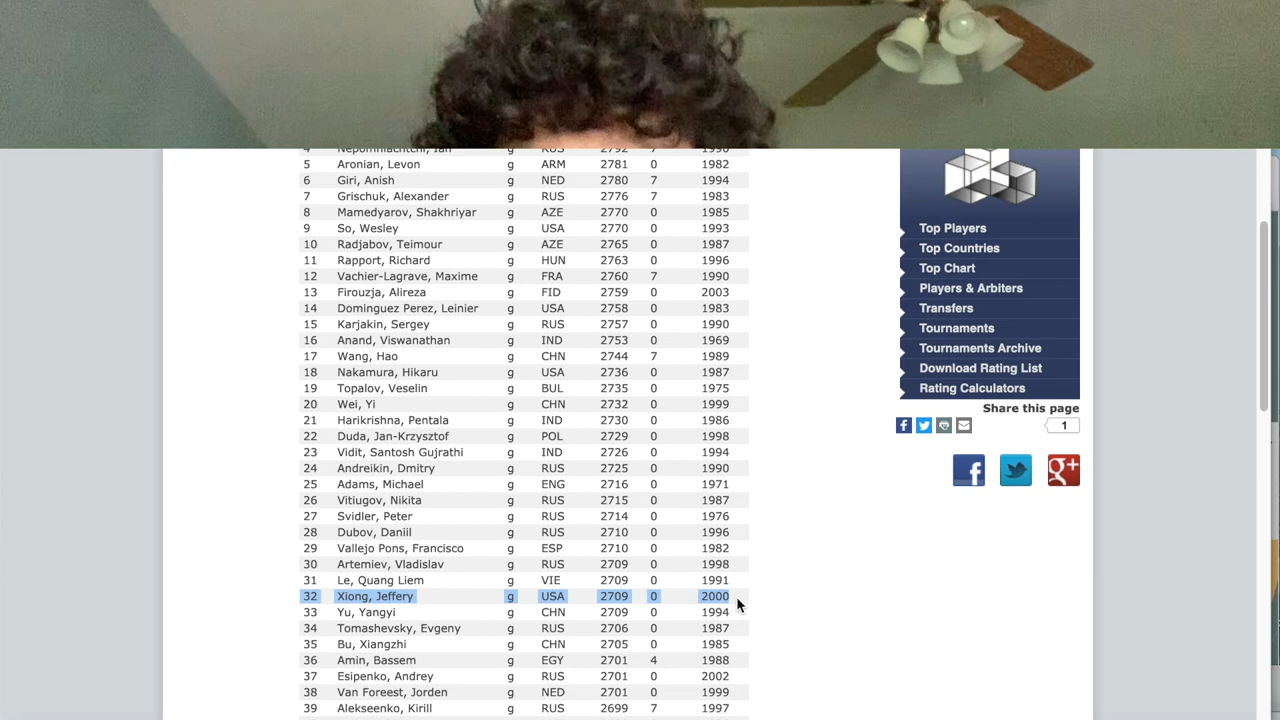 4 Nepomniachtchi, Ian g RUS 2792 7 1990
5 Aronian, Levon g ARM 2781 0 1982
6 Giri, Anish g NED 2780 7 1994
7 Grischuk, Alexander g RUS 2776 7 1983
8 Mamedyarov, Shakhriyar g AZE 2770 0 1985
9 So, Wesley g USA 2770 0 1993
10 Radjabov, Teimour g AZE 2765 0 1987
11 Rapport, Richard g HUN 2763 0 1996
12 Vachier-Lagrave, Maxime g FRA 2760 7 1990
13 Firouzja, Alireza g FID 2759 0 2003
14 Dominguez Perez, Leinier g USA 2758 0 1983
15 Karjakin, Sergey g RUS 2757 0 1990
16 Anand, Viswanathan g IND 2753 0 1969
17 Wang, Hao g CHN 2744 7 1989
18 Nakamura, Hikaru g USA 2736 0 1987
19 Topalov, Veselin g BUL 2735 0 1975
20 Wei, Yi g CHN 2732 0 1999
21 Harikrishna, Pentala g IND 2730 0 1986
22 Duda, Jan-Krzysztof g POL 2729 0 1998
23 Vidit, Santosh Gujrathi g IND 2726 0 1994
24 Andreikin, Dmitry g RUS 2725 0 1990
25 Adams, Michael g ENG 2716 0 1971
26 Vitiugov, Nikita g RUS 2715 0 1987
27 Svidler, Peter g RUS 2714 0 1976
28 Dubov, Daniil g RUS 2710 0 1996
29 Vallejo Pons, Francisco g ESP 2710 0 1982
30 Artemiev, Vladislav g RUS 2709 0 1998
31 Le, Quang Liem g VIE 2709 0 1991
32 Xiong, Jeffery g USA 2709 0 2000
33 Yu, Yangyi g CHN 2709 0 1994
34 Tomashevsky, Evgeny g RUS 2706 0 1987
35 Bu, Xiangzhi g CHN 2705 0 1985
36 Amin, Bassem g EGY 2701 4 1988
37 Esipenko, Andrey g RUS 2701 0 2002
38 Van Foreest, Jorden g NED 2701 0 1999
39 Alekseenko, Kirill g RUS 2699 7 1997
Top Players
Top Countries
Top Chart
Players & Arbiters
Transfers
Tournaments
Tournaments Archive
Download Rating List
Rating Calculators
Share this page
1